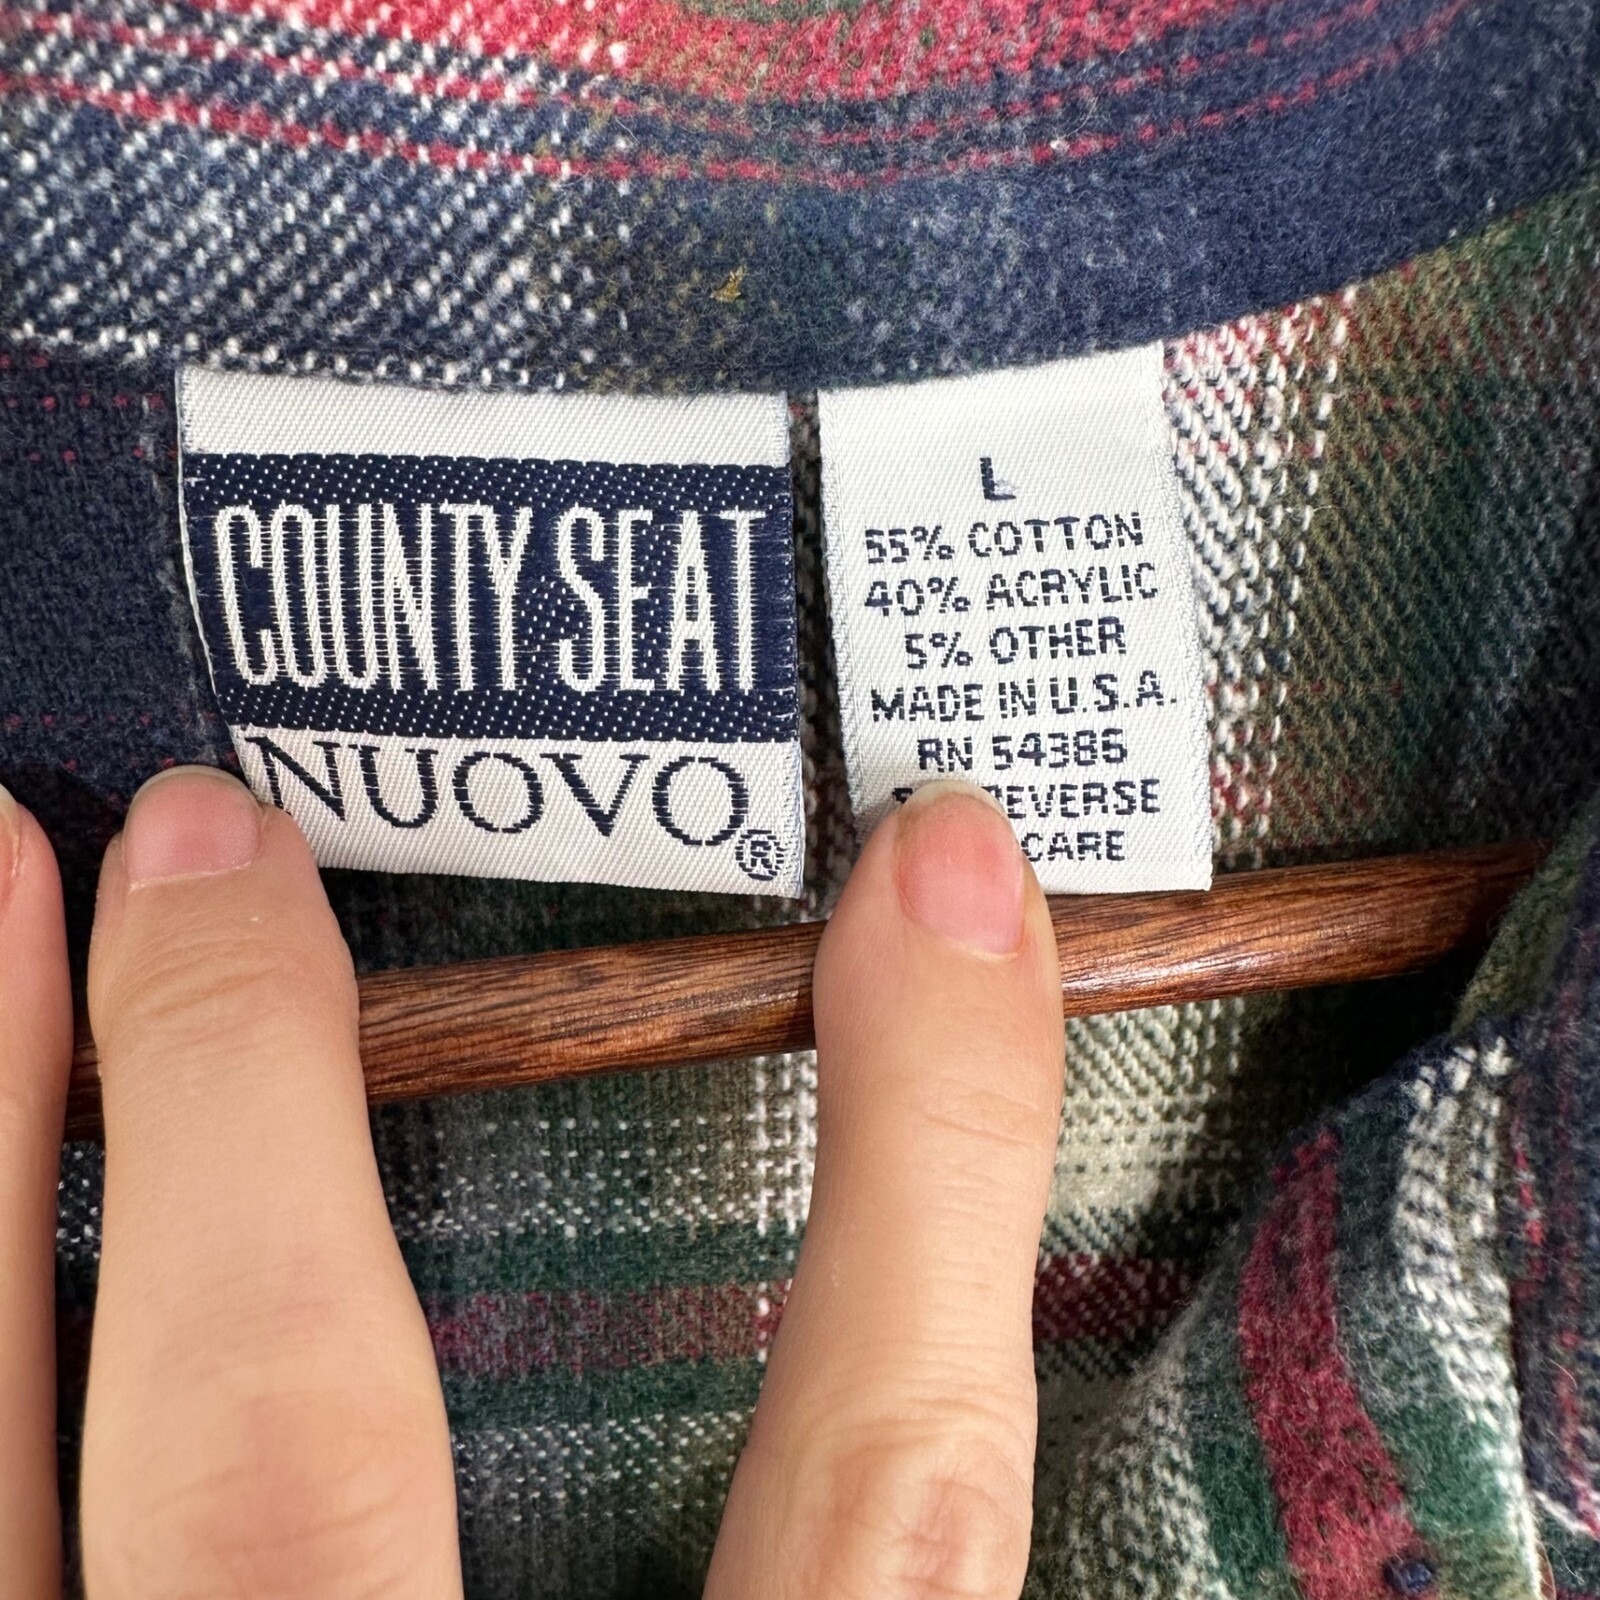 COUNTY SEAT
NUOVO®
L
55% COTTON
40% ACRYLIC
5% OTHER
MADE IN U.S.A.
RN 54386
REVERSE
CARE